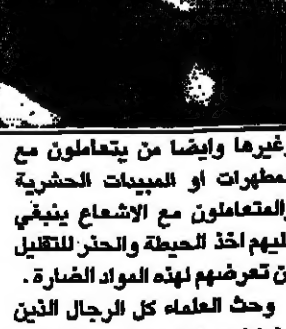 وغيرها وايضا من يتعاملون مع
المطهرات او المبيدات الحشرية
والمتعاملون مع الاشعاع ينبغي
عليهم اخذ الحيطة والحذر للتقليل
من تعرضهم لهذه المواد الضارة .
وحث العلماء كل الرجال الذين